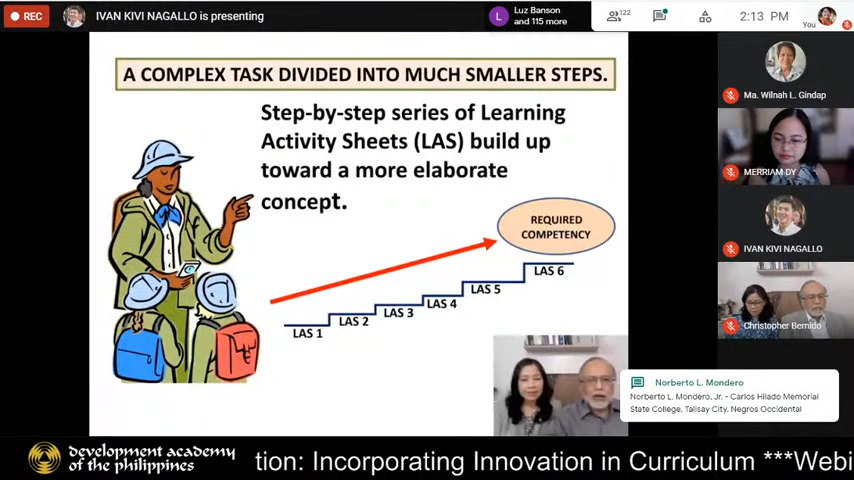 REC
IVAN KIVI NAGALLO is presenting
L
Luz Banson
and 115 more
122
2:13 PM
You
A COMPLEX TASK DIVIDED INTO MUCH SMALLER STEPS.
Step-by-step series of Learning
Activity Sheets (LAS) build up
toward a more elaborate
concept.
REQUIRED
COMPETENCY
LAS 6
LAS 5
LAS 4
LAS 3
LAS 2
LAS 1
Ma. Wilnah L. Gindap
MERRIAM DY
IVAN KIVI NAGALLO
Christopher Bernido
Norberto L. Mondero
Norberto L. Mondero, Jr. - Carlos Hilado Memorial
State College, Talisay City, Negros Occidental
development academy
of the philippines
tion: Incorporating Innovation in Curriculum ***Webi